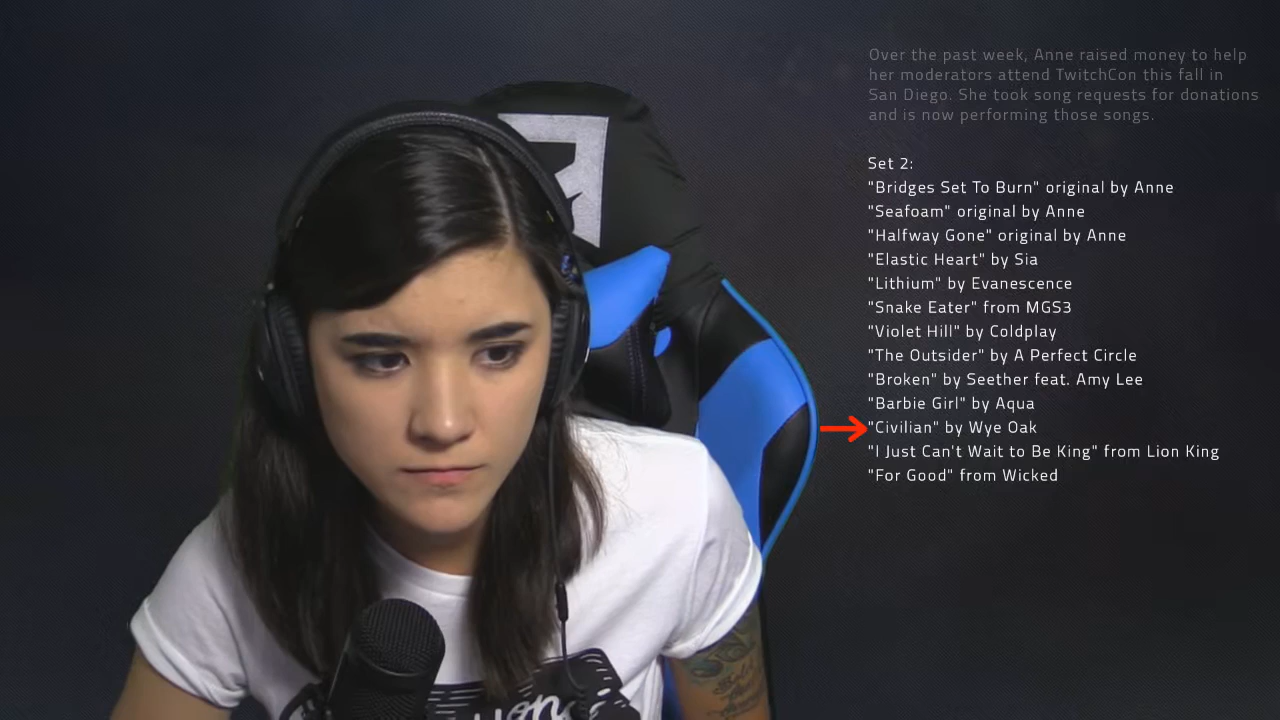 Over the past week, Anne raised money to help
her moderators attend TwitchCon this fall in
San Diego. She took song requests for donations
and is now performing those songs.
Set 2:
"Bridges Set To Burn" original by Anne
"Seafoam" original by Anne
"Halfway Gone" original by Anne
"Elastic Heart" by Sia
"Lithium" by Evanescence
"Snake Eater" from MGS3
"Violet Hill" by Coldplay
"The Outsider" by A Perfect Circle
"Broken" by Seether feat. Amy Lee
"Barbie Girl" by Aqua
"Civilian" by Wye Oak
"I Just Can't Wait to Be King" from Lion King
"For Good" from Wicked